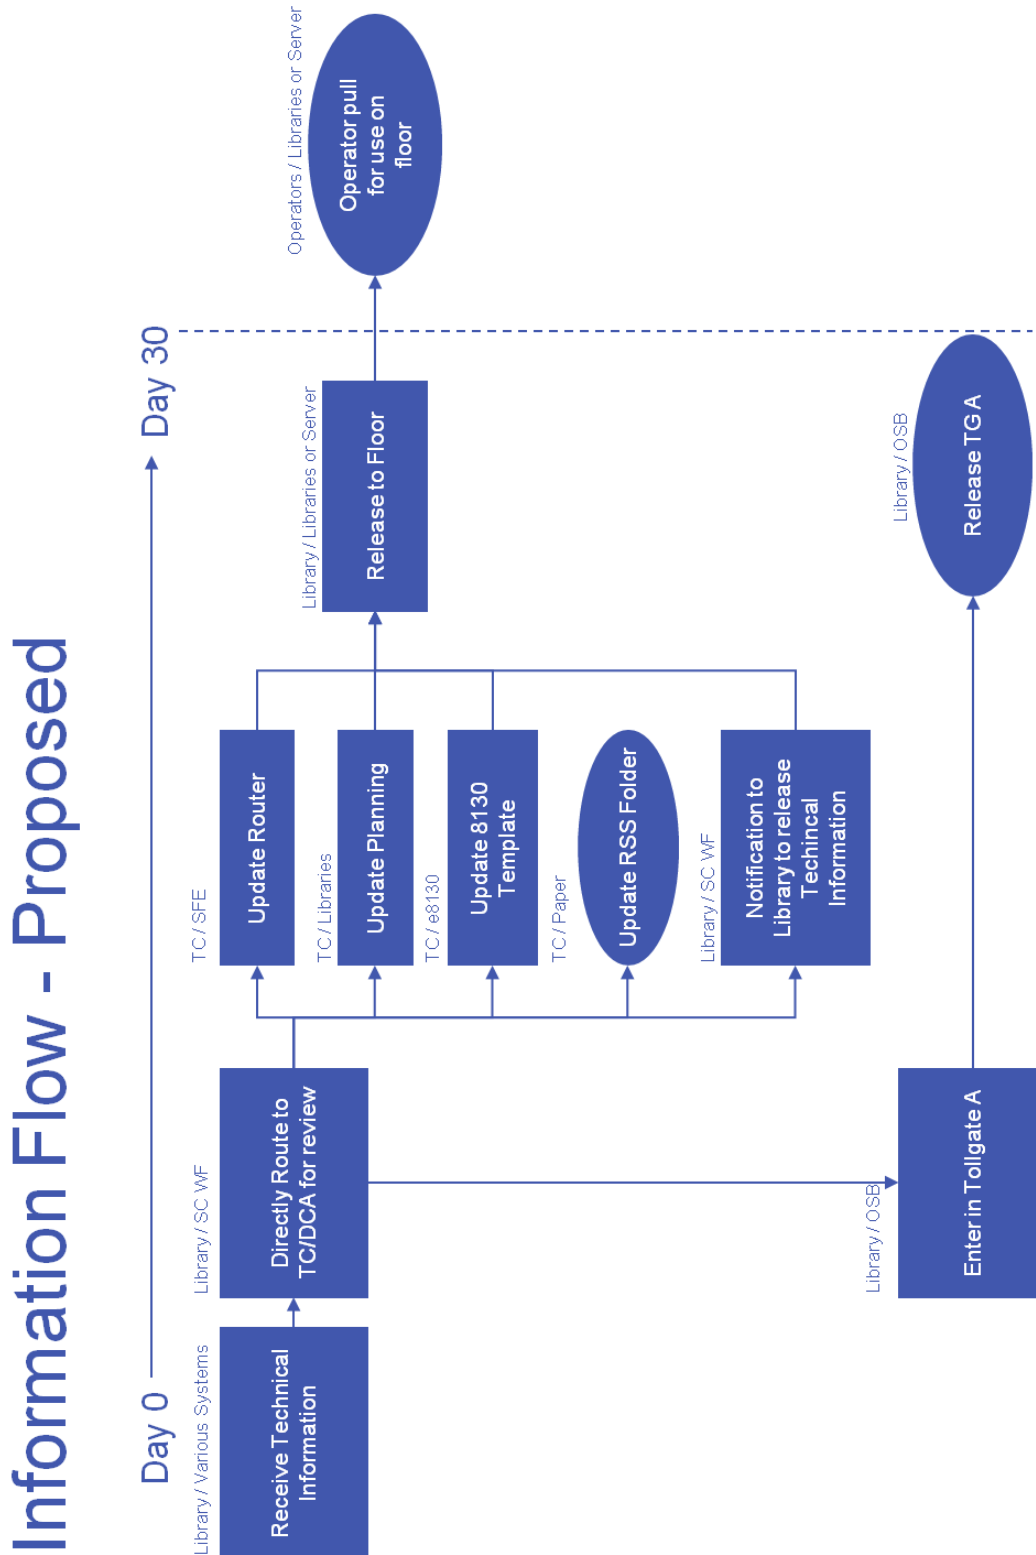 Information Flow - Proposed
Day 0
Day 30
Library / Various Systems
Receive Technical
Information
Library / SC WF
Directly Route to
TC/DCA for review
TC / SFE
Update Router
TC / Libraries
Update Planning
TC / e8130
Update 8130
Template
TC / Paper
Update RSS Folder
Library / SC WF
Notification to
Library to release
Techincal
Information
Library / Libraries or Server
Release to Floor
Operators / Libraries or Server
Operator pull
for use on
floor
Library / OSB
Enter in Tollgate A
Library / OSB
Release TG A